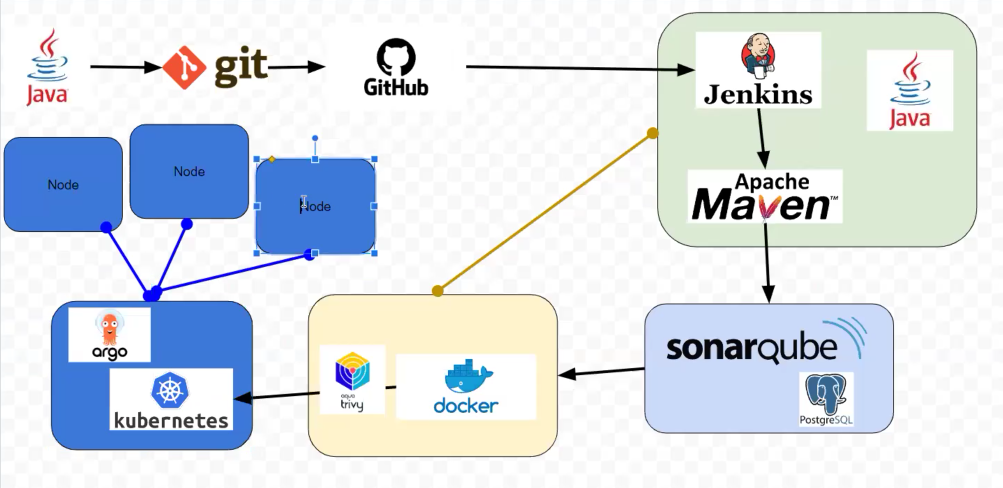 Java
git
GitHub
Jenkins
Java
Apache
Maven™
Node
Node
Node
argo
kubernetes
aqua
trivy
docker
sonarqube
PostgreSQL